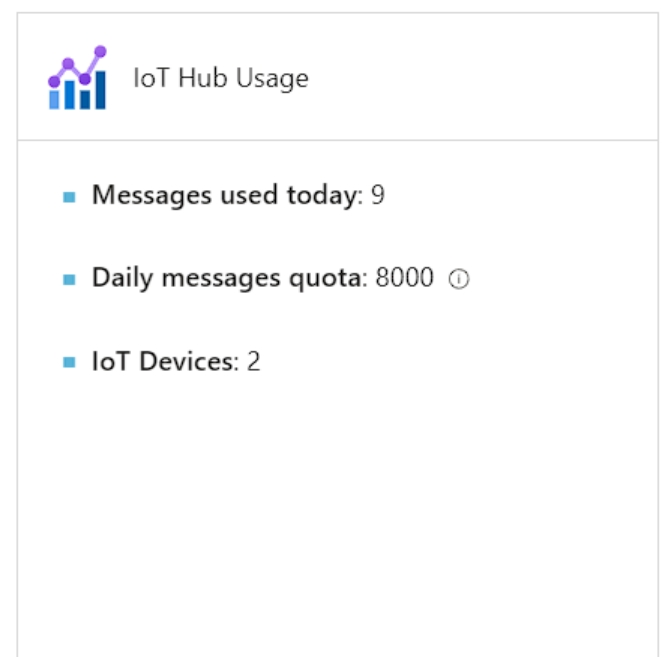 IoT Hub Usage
Messages used today: 9
Daily messages quota: 8000
IoT Devices: 2